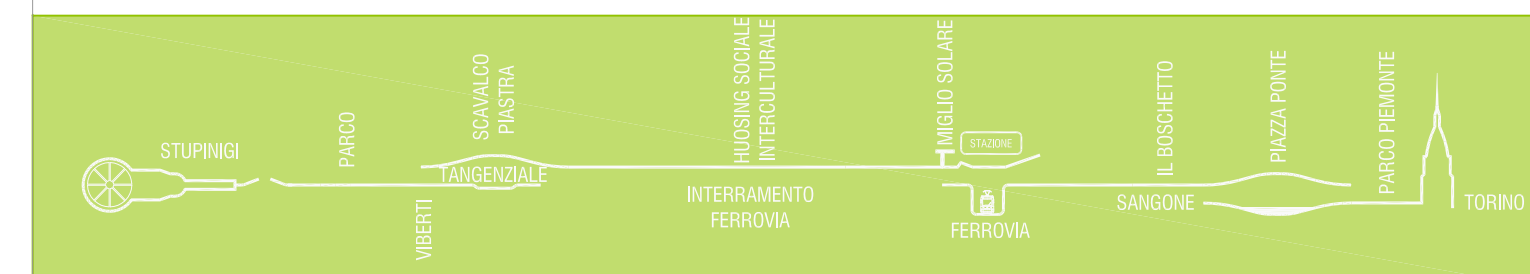 STUPINIGI
PARCO
VIBERTI
SCAVALCO
PIASTRA
TANGENZIALE
HUOSING SOCIALE
INTERCULTURALE
INTERRAMENTO
FERROVIA
MIGLIO SOLARE
STAZIONE
FERROVIA
IL BOSCHETTO
SANGONE
PIAZZA PONTE
PARCO PIEMONTE
TORINO